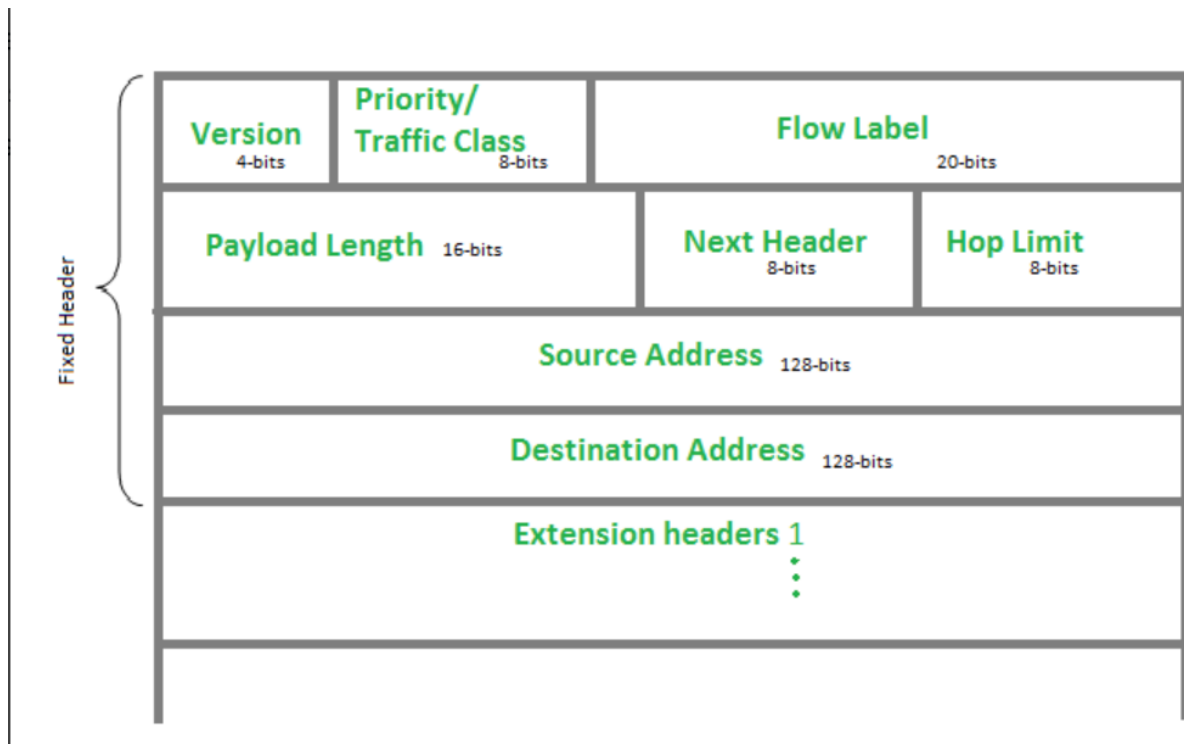 Fixed Header
Version
4-bits
Priority/
Traffic Class
8-bits
Flow Label
20-bits
Payload Length 16-bits
Next Header
8-bits
Hop Limit
8-bits
Source Address 128-bits
Destination Address 128-bits
Extension headers 1